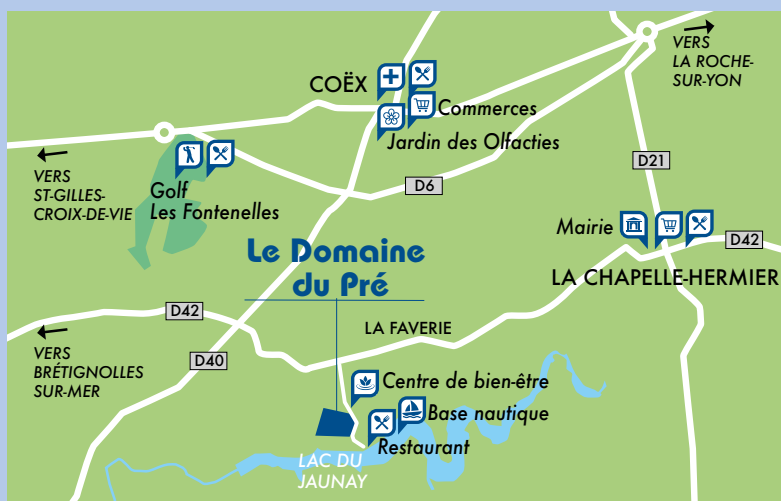 VERS
LA ROCHE-
SUR-YON
COËX
Commerces
Jardin des Olfacties
D21
VERS
ST-GILLES-
CROIX-DE-VIE
Golf
Les Fontenelles
D6
Mairie
D42
LA CHAPELLE-HERMIER
Le Domaine
du Pré
D42
LA FAVERIE
VERS
BRÉTIGNOLLES
SUR-MER
D40
Centre de bien-être
Base nautique
Restaurant
LAC DU
JAUNAY